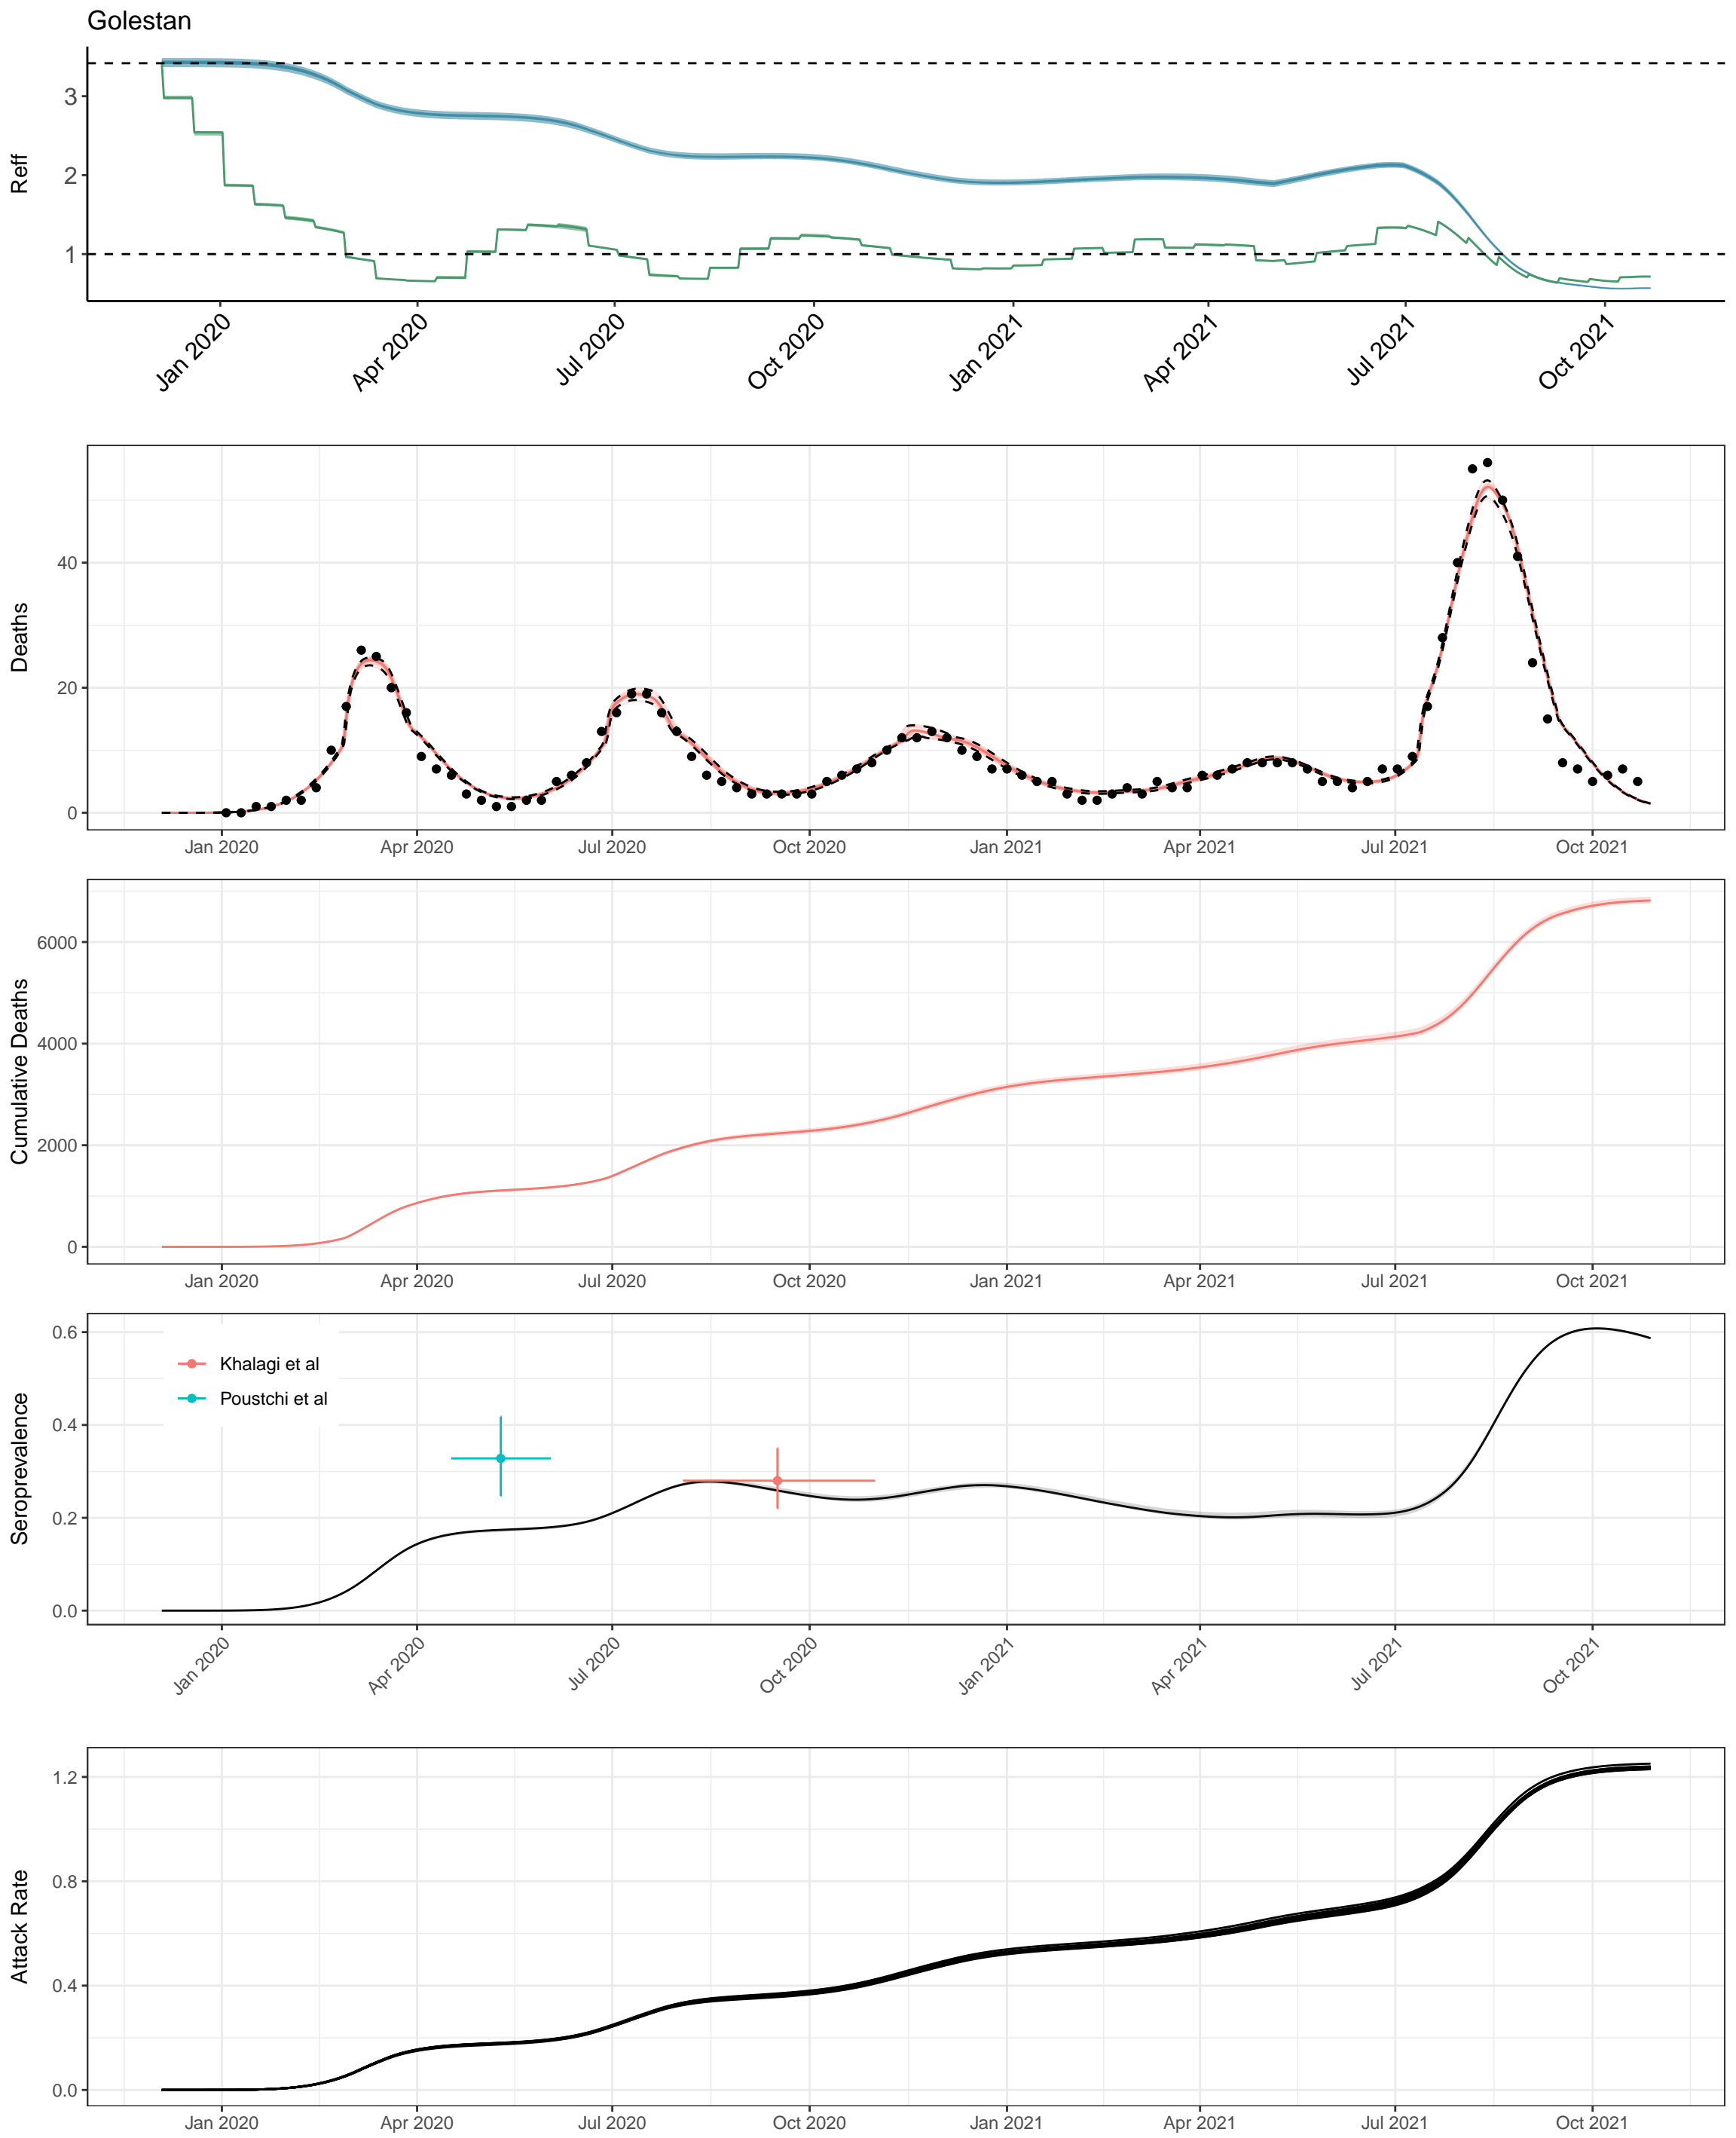 Golestan
Reff
3
2
1
Jan 2020
Apr 2020
Jul 2020
Oct 2020
Jan 2021
Apr 2021
Jul 2021
Oct 2021
Deaths
40
20
0
Jan 2020
Apr 2020
Jul 2020
Oct 2020
Jan 2021
Apr 2021
Jul 2021
Oct 2021
Cumulative Deaths
6000
4000
2000
0
Jan 2020
Apr 2020
Jul 2020
Oct 2020
Jan 2021
Apr 2021
Jul 2021
Oct 2021
Seroprevalence
0.6
0.4
0.2
0.0
Khalagi et al
Poustchi et al
Jan 2020
Apr 2020
Jul 2020
Oct 2020
Jan 2021
Apr 2021
Jul 2021
Oct 2021
Attack Rate
1.2
0.8
0.4
0.0
Jan 2020
Apr 2020
Jul 2020
Oct 2020
Jan 2021
Apr 2021
Jul 2021
Oct 2021